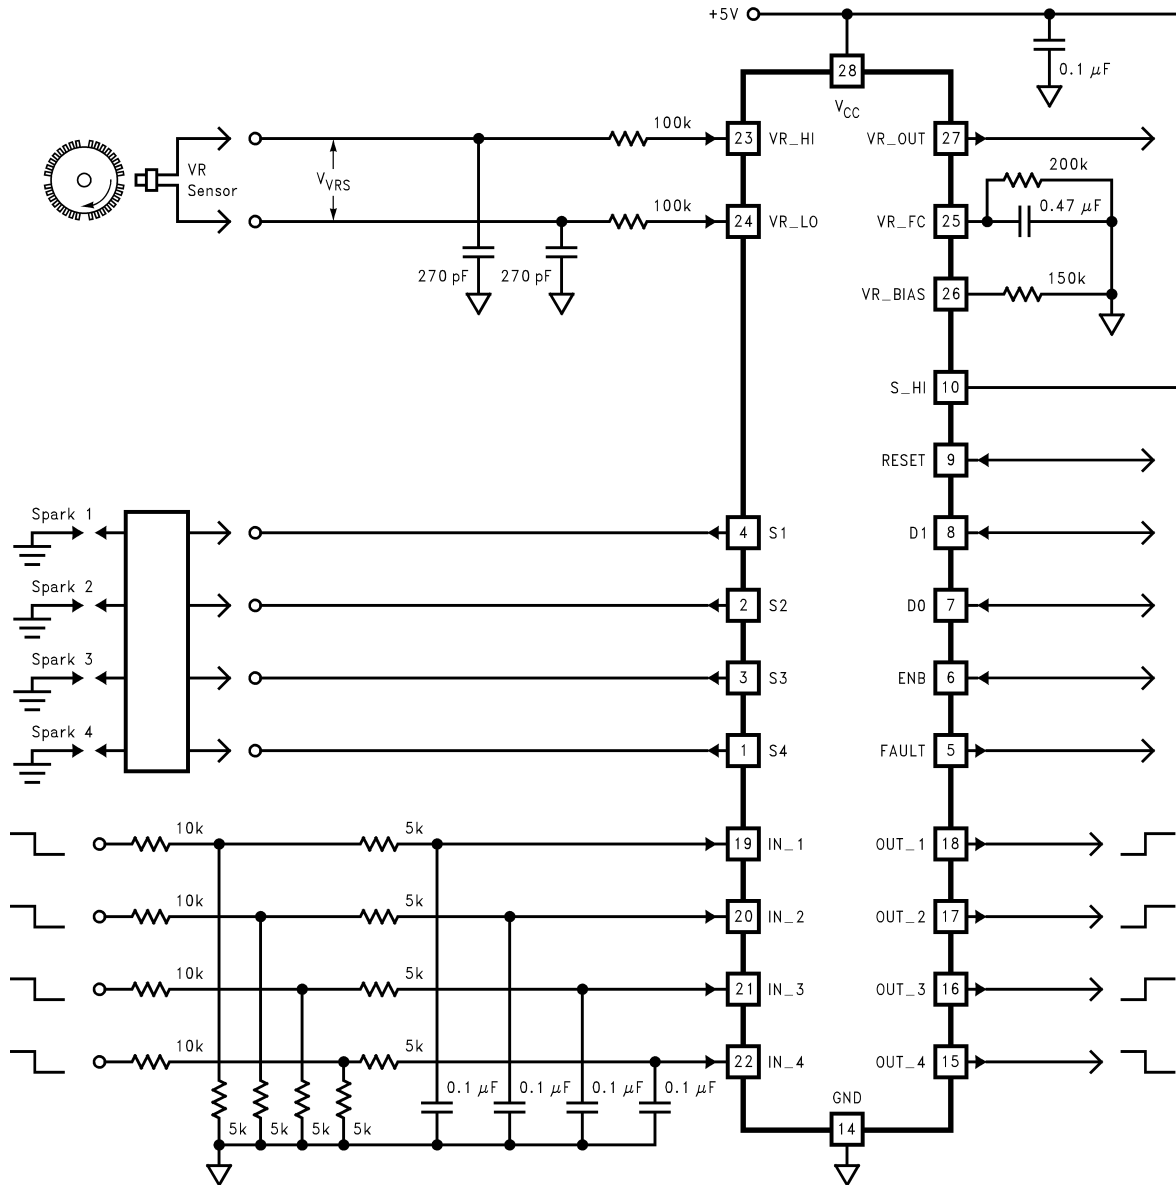 +5V
28
0.1 µF
VCC
100k
23 VR_HI
VR_OUT 27
VR
Sensor
VVRS
200k
100k
24 VR_LO
VR_FC 25
0.47 µF
270 pF
270 pF
VR_BIAS 26
150k
S_HI 10
RESET 9
Spark 1
4 S1
D1 8
Spark 2
2 S2
D0 7
Spark 3
3 S3
ENB 6
Spark 4
1 S4
FAULT 5
10k
5k
19 IN_1
OUT_1 18
10k
5k
20 IN_2
OUT_2 17
10k
5k
21 IN_3
OUT_3 16
10k
5k
22 IN_4
OUT_4 15
0.1 µF
0.1 µF
0.1 µF
0.1 µF
5k
5k
5k
5k
GND
14